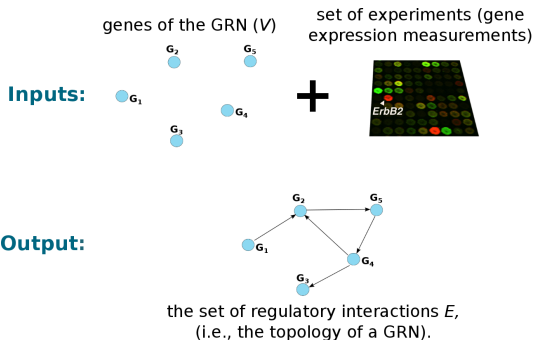 genes of the GRN (V)
set of experiments (gene
expression measurements)
Inputs:
G2
G5
G1
G4
G3
ErbB2
Output:
G2
G5
G1
G4
G3
the set of regulatory interactions E,
(i.e., the topology of a GRN).